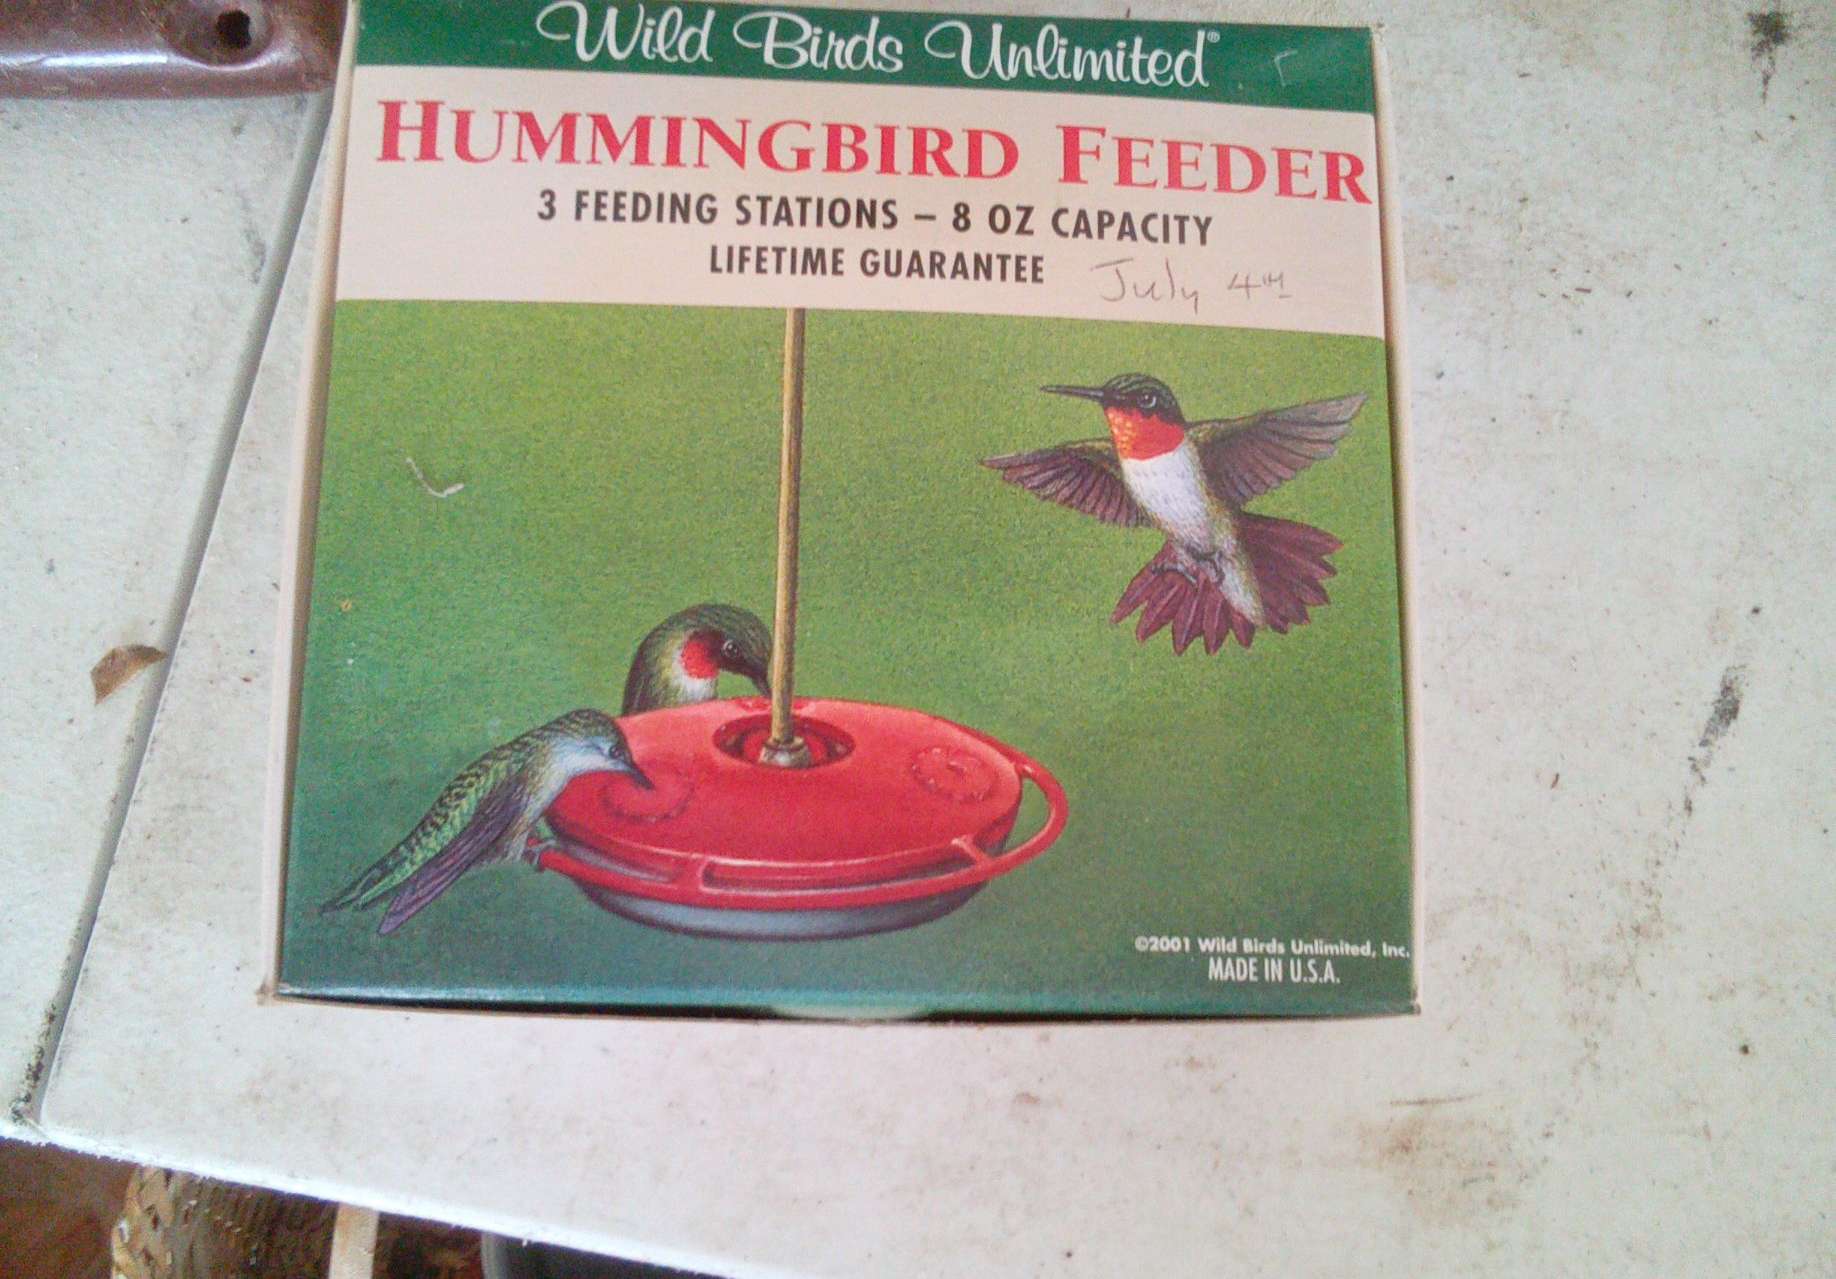 Wild Birds Unlimited®
HUMMINGBIRD FEEDER
3 FEEDING STATIONS – 8 OZ CAPACITY
LIFETIME GUARANTEE
July 4TH
©2001 Wild Birds Unlimited, Inc.
MADE IN U.S.A.